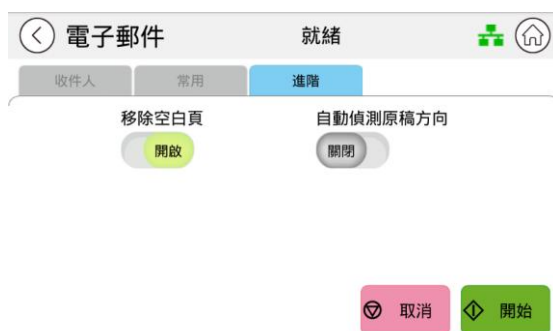 電子郵件 就緒
收件人 常用 進階
移除空白頁 自動偵測原稿方向
開啟 關閉
取消 開始